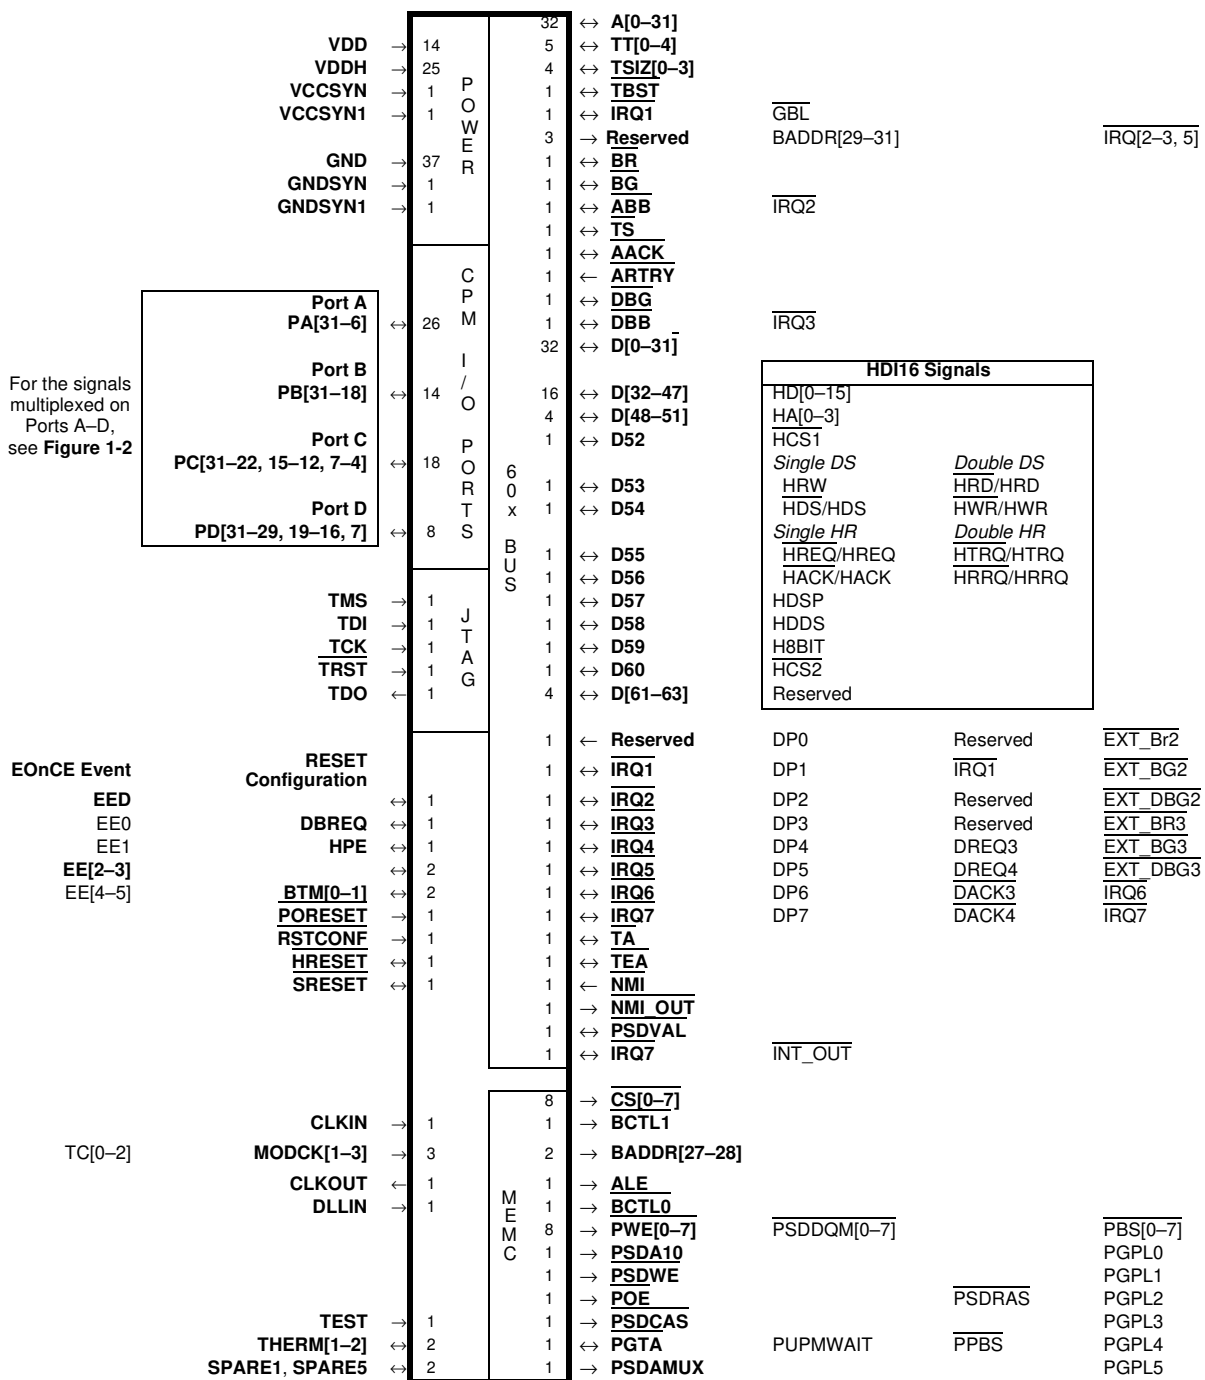 32 ↔ A[0–31]
VDD → 14 5 ↔ TT[0–4]
VDDH → 25 4 ↔ TSIZ[0–3]
VCCSYN → 1 1 ↔ TBST
VCCSYN1 → 1 1 ↔ IRQ1 GBL
3 → Reserved BADDR[29–31] IRQ[2–3, 5]
GND → 37 1 ↔ BR
GNDSYN → 1 1 ↔ BG
GNDSYN1 → 1 1 ↔ ABB IRQ2
POWER
1 ↔ TS
1 ↔ AACK
1 ← ARTRY
Port A 1 ↔ DBG
PA[31–6] ↔ 26 1 ↔ DBB IRQ3
32 ↔ D[0–31]
Port B HDI16 Signals
For the signals
multiplexed on
Ports A–D,
see Figure 1-2
PB[31–18] ↔ 14 16 ↔ D[32–47] HD[0–15]
4 ↔ D[48–51] HA[0–3]
Port C 1 ↔ D52 HCS1
PC[31–22, 15–12, 7–4] ↔ 18 Single DS Double DS
1 ↔ D53 HRW HRD/HRD
Port D 1 ↔ D54 HDS/HDS HWR/HWR
PD[31–29, 19–16, 7] ↔ 8 Single HR Double HR
CPM I/O PORTS
60x BUS
1 ↔ D55 HREQ/HREQ HTRQ/HTRQ
1 ↔ D56 HACK/HACK HRRQ/HRRQ
TMS → 1 1 ↔ D57 HDSP
TDI → 1 1 ↔ D58 HDDS
TCK → 1 1 ↔ D59 H8BIT
TRST → 1 1 ↔ D60 HCS2
TDO ← 1 4 ↔ D[61–63] Reserved
JTAG
1 ← Reserved DP0 Reserved EXT_Br2
EOnCE Event RESET Configuration 1 ↔ IRQ1 DP1 IRQ1 EXT_BG2
EED ↔ 1 1 ↔ IRQ2 DP2 Reserved EXT_DBG2
EE0 DBREQ ↔ 1 1 ↔ IRQ3 DP3 Reserved EXT_BR3
EE1 HPE ↔ 1 1 ↔ IRQ4 DP4 DREQ3 EXT_BG3
EE[2–3] ↔ 2 1 ↔ IRQ5 DP5 DREQ4 EXT_DBG3
EE[4–5] BTM[0–1] ↔ 2 1 ↔ IRQ6 DP6 DACK3 IRQ6
PORESET → 1 1 ↔ IRQ7 DP7 DACK4 IRQ7
RSTCONF → 1 1 ↔ TA
HRESET ↔ 1 1 ↔ TEA
SRESET ↔ 1 1 ← NMI
1 → NMI_OUT
1 ↔ PSDVAL
1 ↔ IRQ7 INT_OUT
8 → CS[0–7]
CLKIN → 1 1 → BCTL1
TC[0–2] MODCK[1–3] → 3 2 → BADDR[27–28]
CLKOUT ← 1 1 → ALE
DLLIN → 1 1 → BCTL0
MEMC
8 → PWE[0–7] PSDDQM[0–7] PBS[0–7]
1 → PSDA10 PGPL0
1 → PSDWE PGPL1
1 → POE PSDRAS PGPL2
TEST → 1 1 → PSDCAS PGPL3
THERM[1–2] ↔ 2 1 ↔ PGTA PUPMWAIT PPBS PGPL4
SPARE1, SPARE5 ↔ 2 1 → PSDAMUX PGPL5